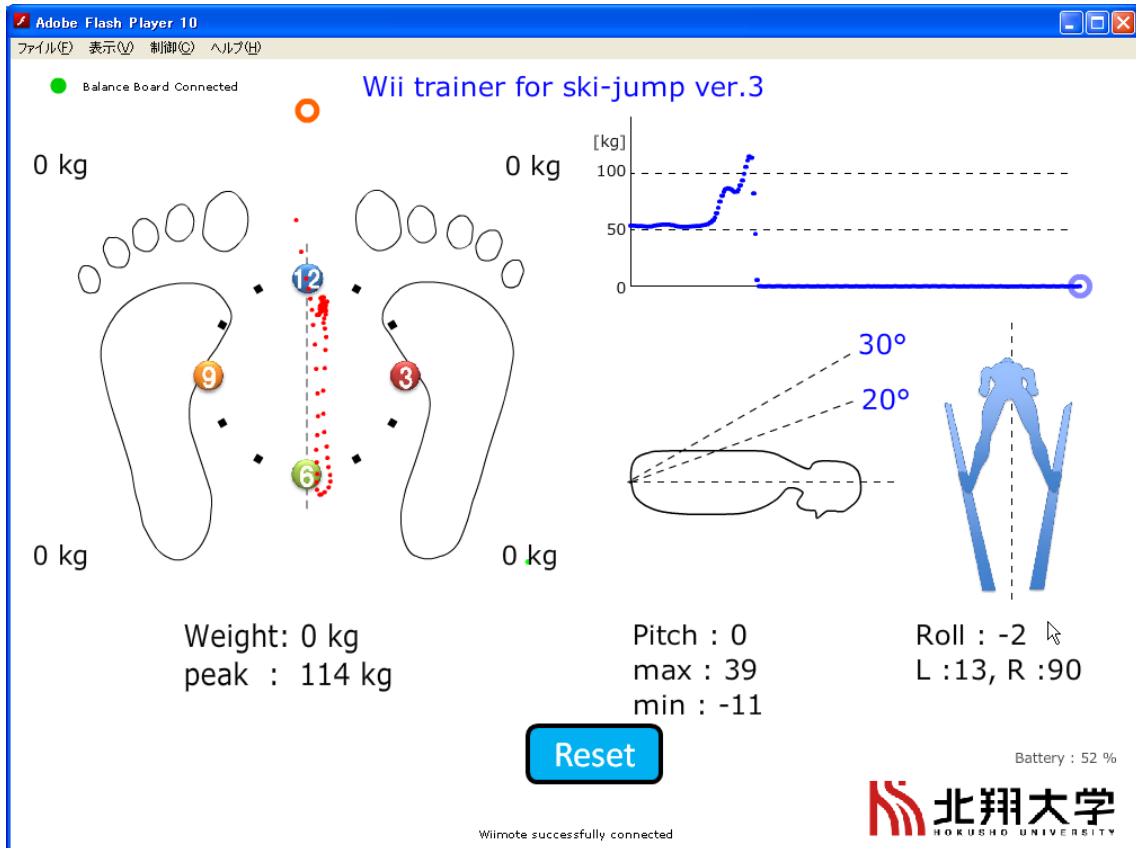 Adobe Flash Player 10
ファイル(F) 表示(V) 制御(C) ヘルプ(H)
Balance Board Connected
Wii trainer for ski-jump ver.3
0 kg
0 kg
[kg]
100
50
0
12
9
3
6
30°
20°
0 kg
0 kg
Weight: 0 kg
peak : 114 kg
Pitch : 0
max : 39
min : -11
Roll : -2
L :13, R :90
Reset
Battery : 52 %
北翔大学
HOKUSHO UNIVERSITY
Wiimote successfully connected